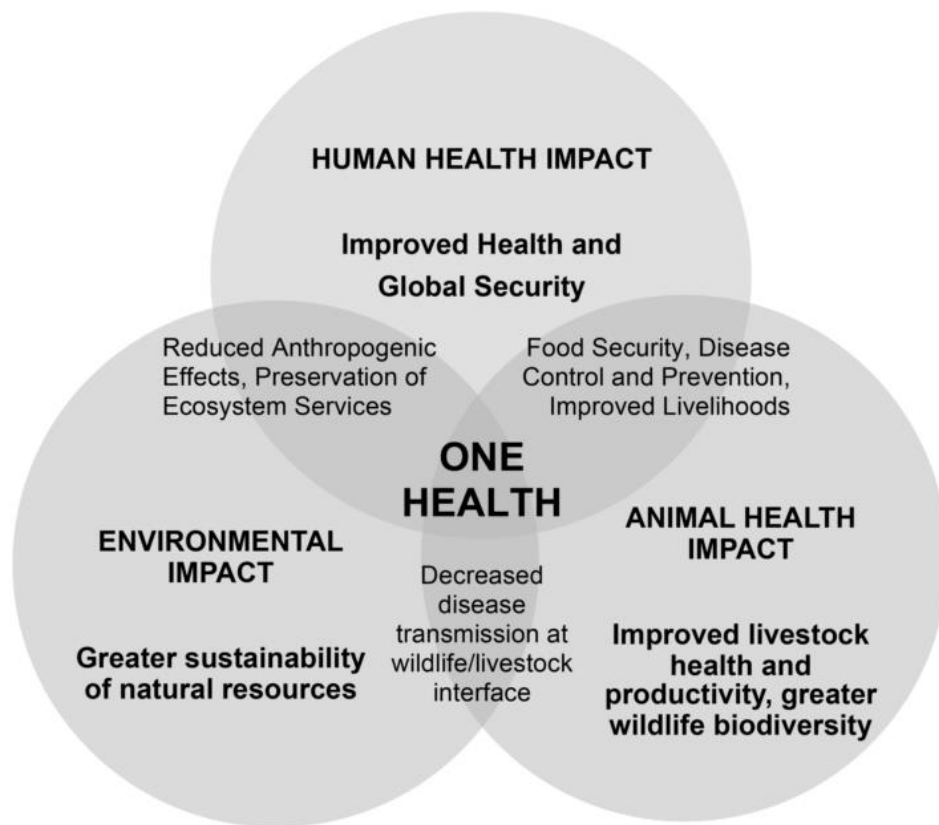 HUMAN HEALTH IMPACT
Improved Health and
Global Security
Reduced Anthropogenic
Effects, Preservation of
Ecosystem Services
Food Security, Disease
Control and Prevention,
Improved Livelihoods
ONE
HEALTH
ENVIRONMENTAL
IMPACT
Greater sustainability
of natural resources
Decreased
disease
transmission at
wildlife/livestock
interface
ANIMAL HEALTH
IMPACT
Improved livestock
health and
productivity, greater
wildlife biodiversity